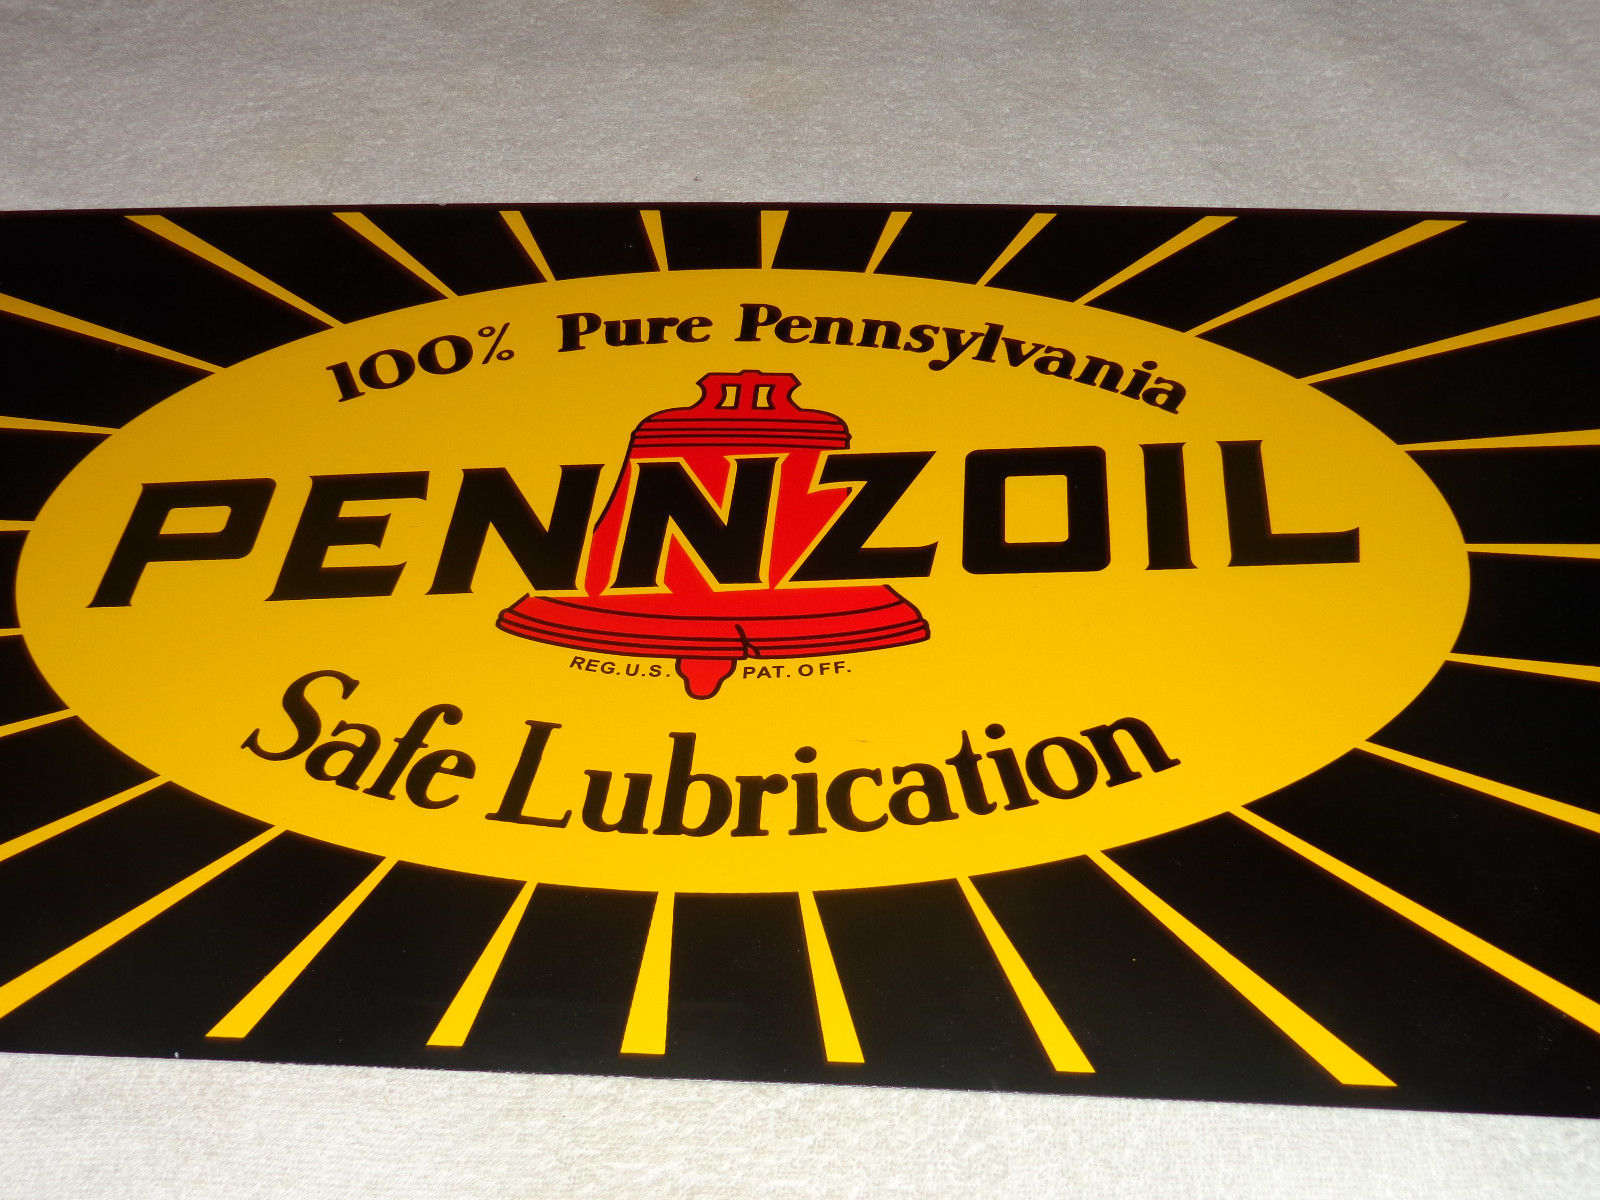 100% Pure Pennsylvania
PENNZOIL
REG. U.S. PAT. OFF.
Safe Lubrication